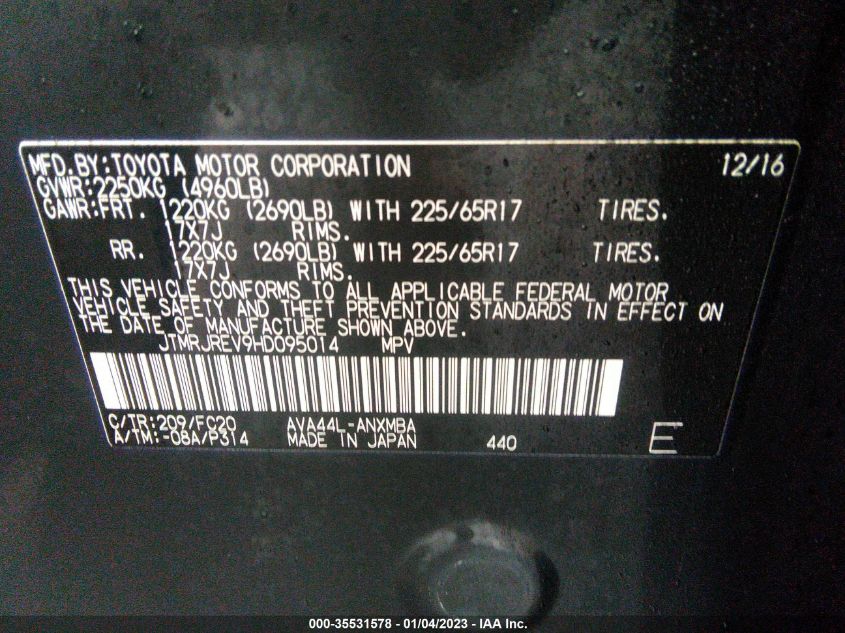 MFD.BY:TOYOTA MOTOR CORPORATION 12/16
GVWR:2250KG (4960LB)
GAWR:FRT. 1220KG (2690LB) WITH 225/65R17 TIRES.
17X7J RIMS.
RR. 1220KG (2690LB) WITH 225/65R17 TIRES.
17X7J RIMS.
THIS VEHICLE CONFORMS TO ALL APPLICABLE FEDERAL MOTOR
VEHICLE SAFETY AND THEFT PREVENTION STANDARDS IN EFFECT ON
THE DATE OF MANUFACTURE SHOWN ABOVE.
JTMRJREV9HD095014 MPV
C/TR:209/FC20 AVA44L-ANXMBA
A/TM:-08A/P314 MADE IN JAPAN 440 E
000-35531578 - 01/04/2023 - IAA Inc.